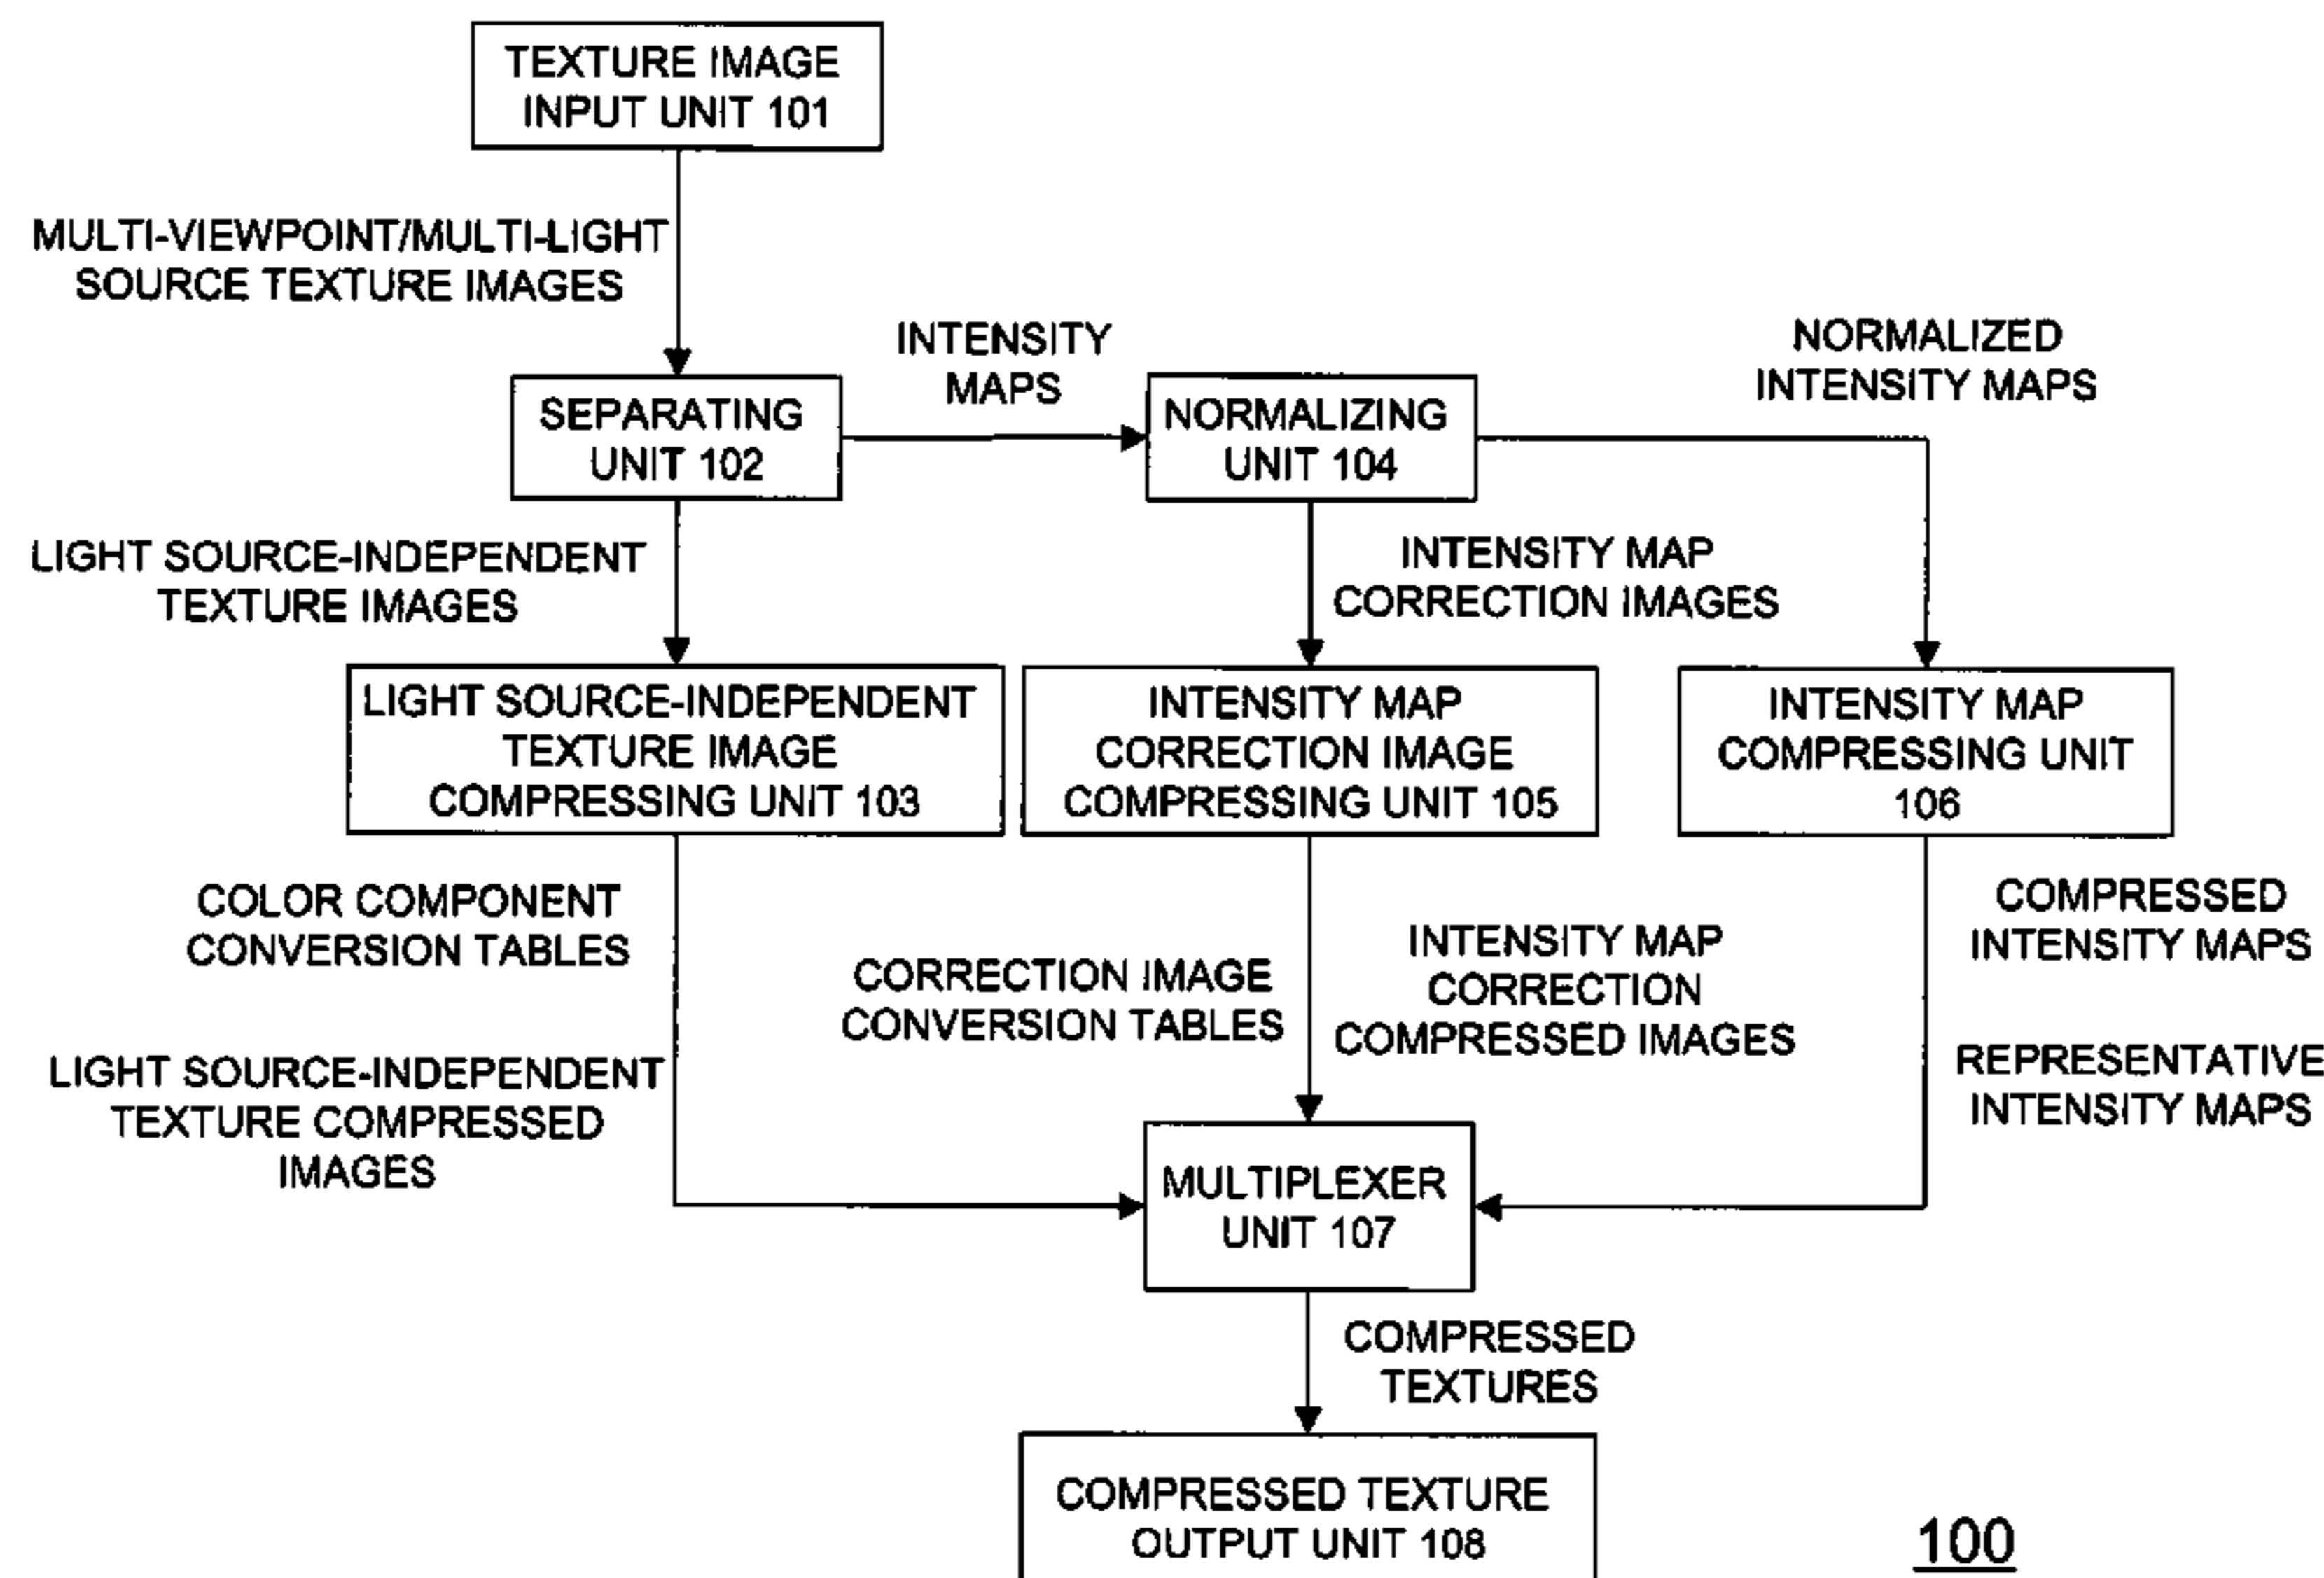 TEXTURE IMAGE
INPUT UNIT 101
MULTI-VIEWPOINT/MULTI-LIGHT
SOURCE TEXTURE IMAGES
INTENSITY
MAPS
NORMALIZED
INTENSITY MAPS
SEPARATING
UNIT 102
NORMALIZING
UNIT 104
LIGHT SOURCE-INDEPENDENT
TEXTURE IMAGES
INTENSITY MAP
CORRECTION IMAGES
LIGHT SOURCE-INDEPENDENT
TEXTURE IMAGE
COMPRESSING UNIT 103
INTENSITY MAP
CORRECTION IMAGE
COMPRESSING UNIT 105
INTENSITY MAP
COMPRESSING UNIT
106
COLOR COMPONENT
CONVERSION TABLES
CORRECTION IMAGE
CONVERSION TABLES
INTENSITY MAP
CORRECTION
COMPRESSED IMAGES
COMPRESSED
INTENSITY MAPS
LIGHT SOURCE-INDEPENDENT
TEXTURE COMPRESSED
IMAGES
REPRESENTATIVE
INTENSITY MAPS
MULTIPLEXER
UNIT 107
COMPRESSED
TEXTURES
COMPRESSED TEXTURE
OUTPUT UNIT 108
100